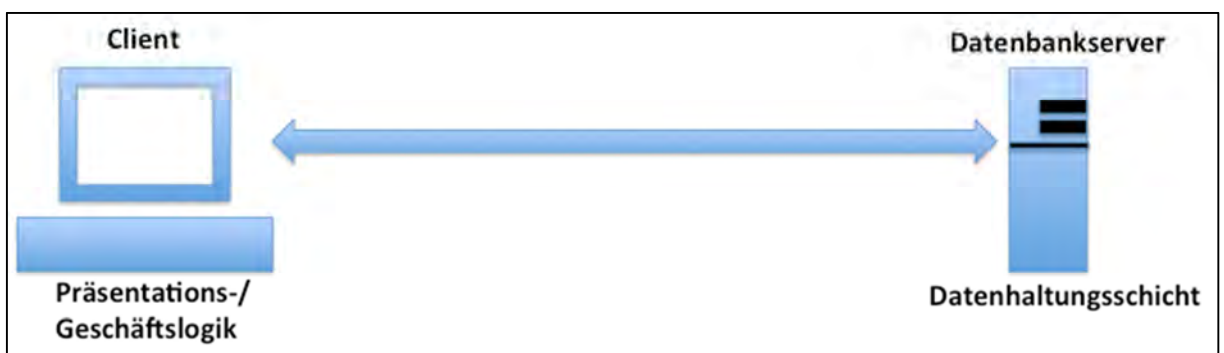 Client
Datenbankserver
Präsentations-/
Geschäftslogik
Datenhaltungsschicht